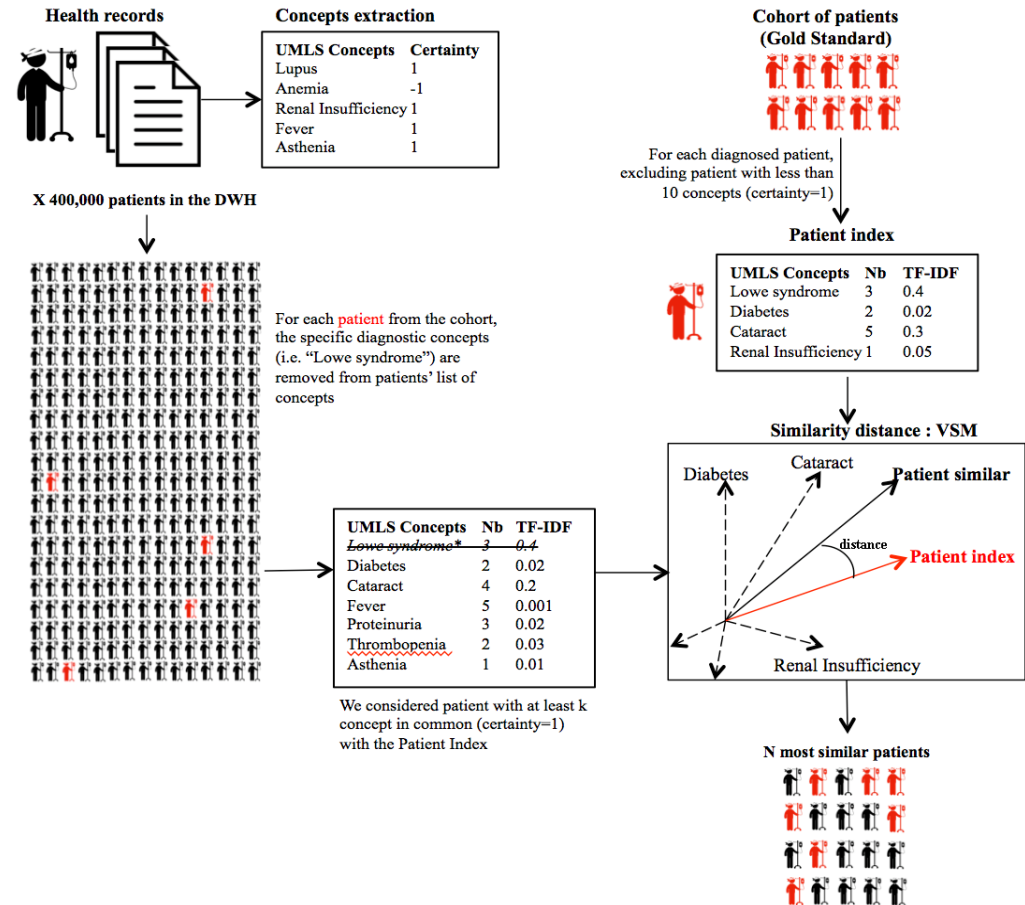 Health records
Concepts extraction
UMLS Concepts Certainty
Lupus 1
Anemia -1
Renal Insufficiency 1
Fever 1
Asthenia 1
X 400,000 patients in the DWH
For each patient from the cohort,
the specific diagnostic concepts
(i.e. “Lowe syndrome”) are
removed from patients’ list of
concepts
UMLS Concepts Nb TF-IDF
Lowe syndrome* 3 0.4
Diabetes 2 0.02
Cataract 4 0.2
Fever 5 0.001
Proteinuria 3 0.02
Thrombopenia 2 0.03
Asthenia 1 0.01
We considered patient with at least k
concept in common (certainty=1)
with the Patient Index
Cohort of patients
(Gold Standard)
For each diagnosed patient,
excluding patient with less than
10 concepts (certainty=1)
Patient index
UMLS Concepts Nb TF-IDF
Lowe syndrome 3 0.4
Diabetes 2 0.02
Cataract 5 0.3
Renal Insufficiency 1 0.05
Similarity distance : VSM
Diabetes
Cataract
Patient similar
distance
Patient index
Renal Insufficiency
N most similar patients